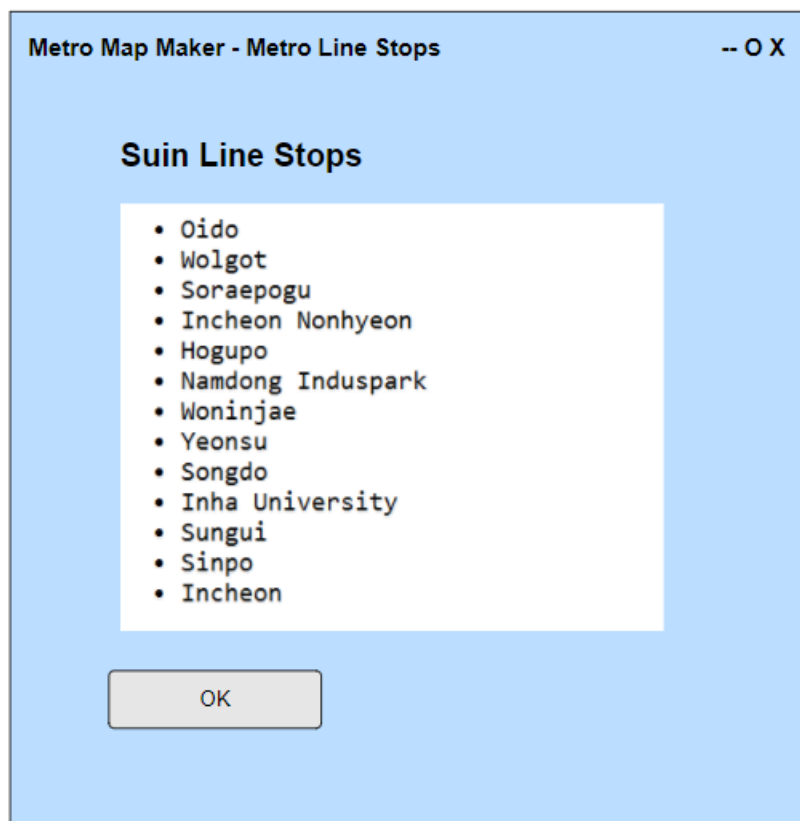 Metro Map Maker - Metro Line Stops -- O X
Suin Line Stops
• Oido
• Wolgot
• Soraepogu
• Incheon Nonhyeon
• Hogupo
• Namdong Induspark
• Woninjae
• Yeonsu
• Songdo
• Inha University
• Sungui
• Sinpo
• Incheon
OK